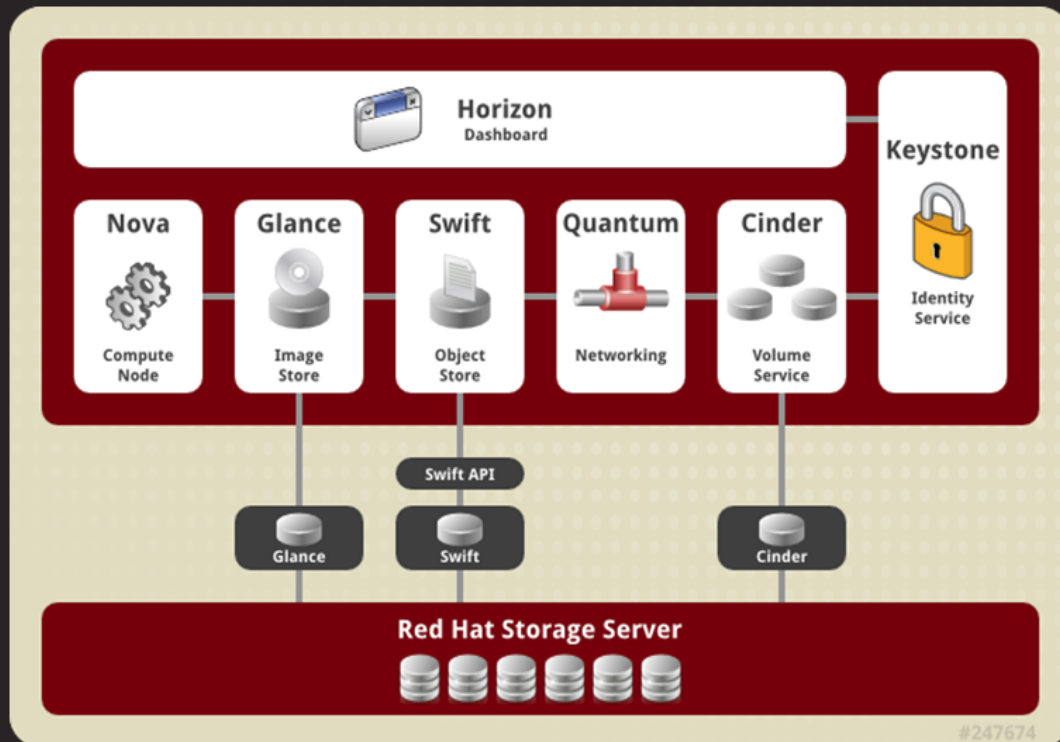 Horizon
Dashboard
Keystone
Identity
Service
Nova
Compute
Node
Glance
Image
Store
Swift
Object
Store
Quantum
Networking
Cinder
Volume
Service
Swift API
Glance
Swift
Cinder
Red Hat Storage Server
#247674